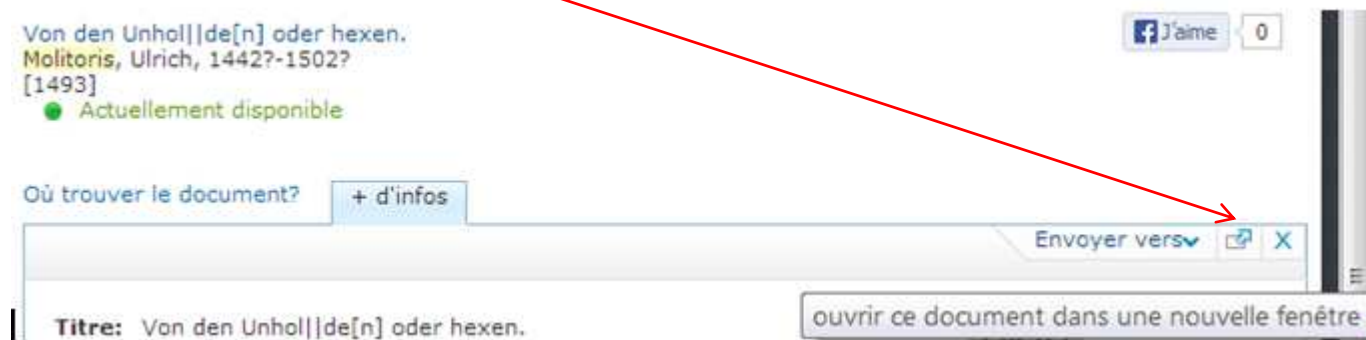 Von den Unhol||de[n] oder hexen.
J'aime 0
Molitoris, Ulrich, 1442?-1502?
[1493]
Actuellement disponible
Où trouver le document? + d'infos
Envoyer vers X
Titre: Von den Unhol||de[n] oder hexen.
ouvrir ce document dans une nouvelle fenêtre